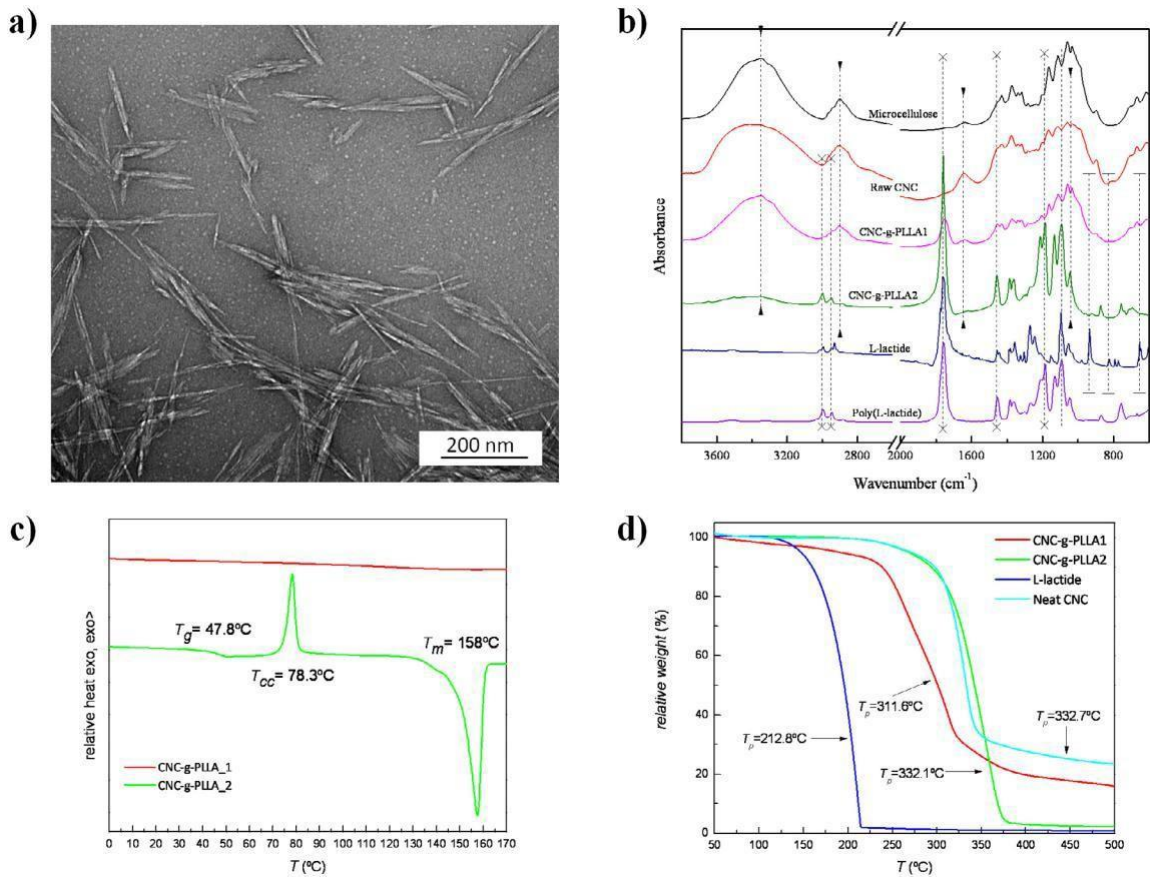 a)
200 nm
b)
Microcellulose
Raw CNC
CNC-g-PLLA1
CNC-g-PLLA2
L-lactide
Poly(L-lactide)
Absorbance
3600 3200 2800 2000 1600 1200 800
Wavenumber (cm⁻¹)
c)
relative heat exo, exo>
Tg= 47.8ºC
Tcc= 78.3ºC
Tm= 158ºC
CNC-g-PLLA_1
CNC-g-PLLA_2
0 10 20 30 40 50 60 70 80 90 100 110 120 130 140 150 160 170
T (ºC)
d)
relative weight (%)
100
80
60
40
20
0
CNC-g-PLLA1
CNC-g-PLLA2
L-lactide
Neat CNC
Tp=311.6ºC
Tp=332.7ºC
Tp=212.8ºC
Tp=332.1ºC
50 100 150 200 250 300 350 400 450 500
T (ºC)